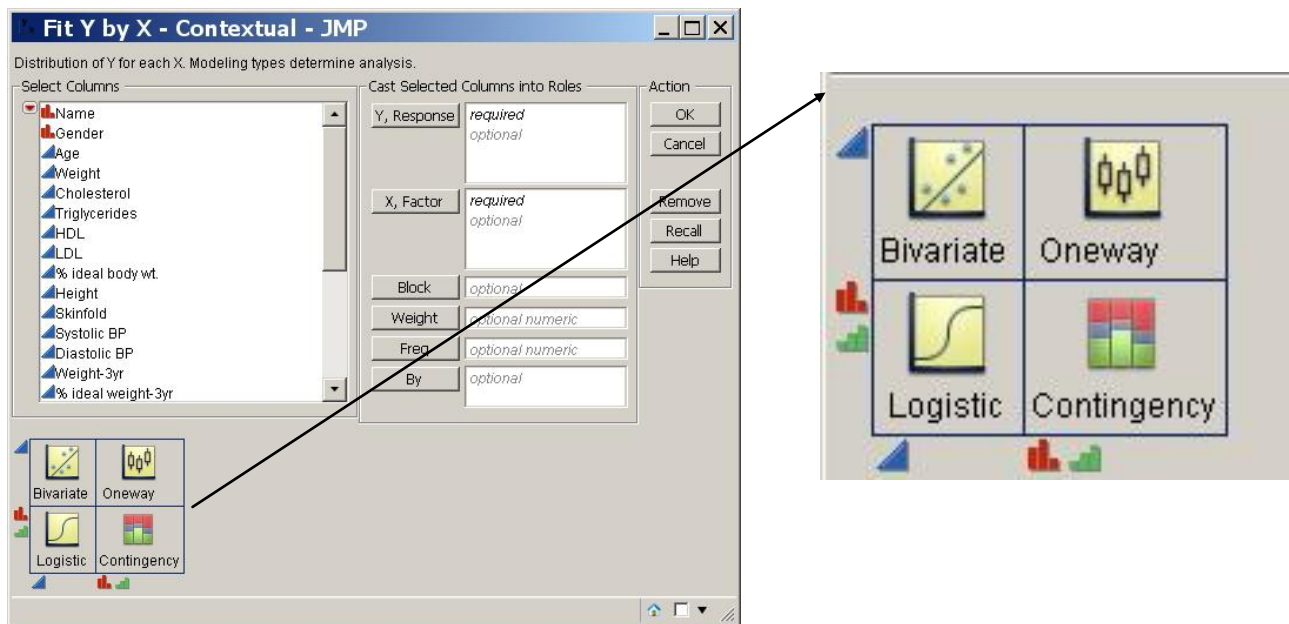 Fit Y by X - Contextual - JMP
Distribution of Y for each X. Modeling types determine analysis.
Select Columns
Name
Gender
Age
Weight
Cholesterol
Triglycerides
HDL
LDL
% ideal body wt.
Height
Skinfold
Systolic BP
Diastolic BP
Weight-3yr
% ideal weight-3yr
Cast Selected Columns into Roles
Y, Response
required
optional
X, Factor
required
optional
Block
optional
Weight
optional numeric
Freq
optional numeric
By
optional
Action
OK
Cancel
Remove
Recall
Help
Bivariate Oneway
Logistic Contingency
Bivariate Oneway
Logistic Contingency